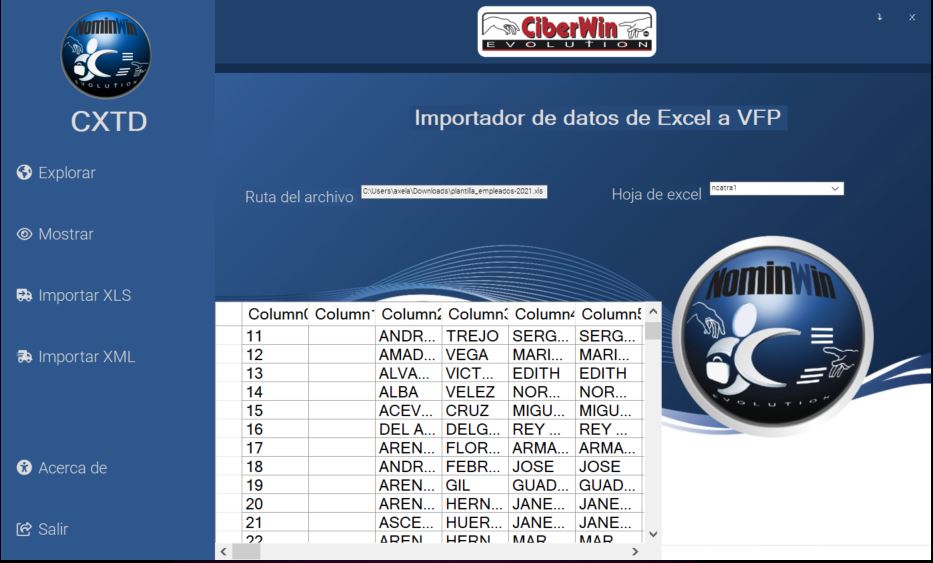 NominWin
EVOLUTION
CXTD
Explorar
Mostrar
Importar XLS
Importar XML
Acerca de
Salir
CiberWin
EVOLUTION
x
Importador de datos de Excel a VFP
Ruta del archivo C:\Users\axela\Downloads\plantilla_empleados-2021.xls
Hoja de excel ncatra1
NominWin
EVOLUTION
Column0 Column1 Column2 Column3 Column4 Column5
11 ANDR... TREJO SERG... SERG...
12 AMAD... VEGA MARI... MARI...
13 ALVA... VICT... EDITH EDITH
14 ALBA VELEZ NOR... NOR...
15 ACEV... CRUZ MIGU... MIGU...
16 DEL A... DELG... REY ... REY ...
17 AREN... FLOR... ARMA... ARMA...
18 ANDR... FEBR... JOSE JOSE
19 AREN... GIL GUAD... GUAD...
20 AREN... HERN... JANE... JANE...
21 ASCE... HUER... JANE... JANE...
22 AREN... HERN... MAR... MAR...